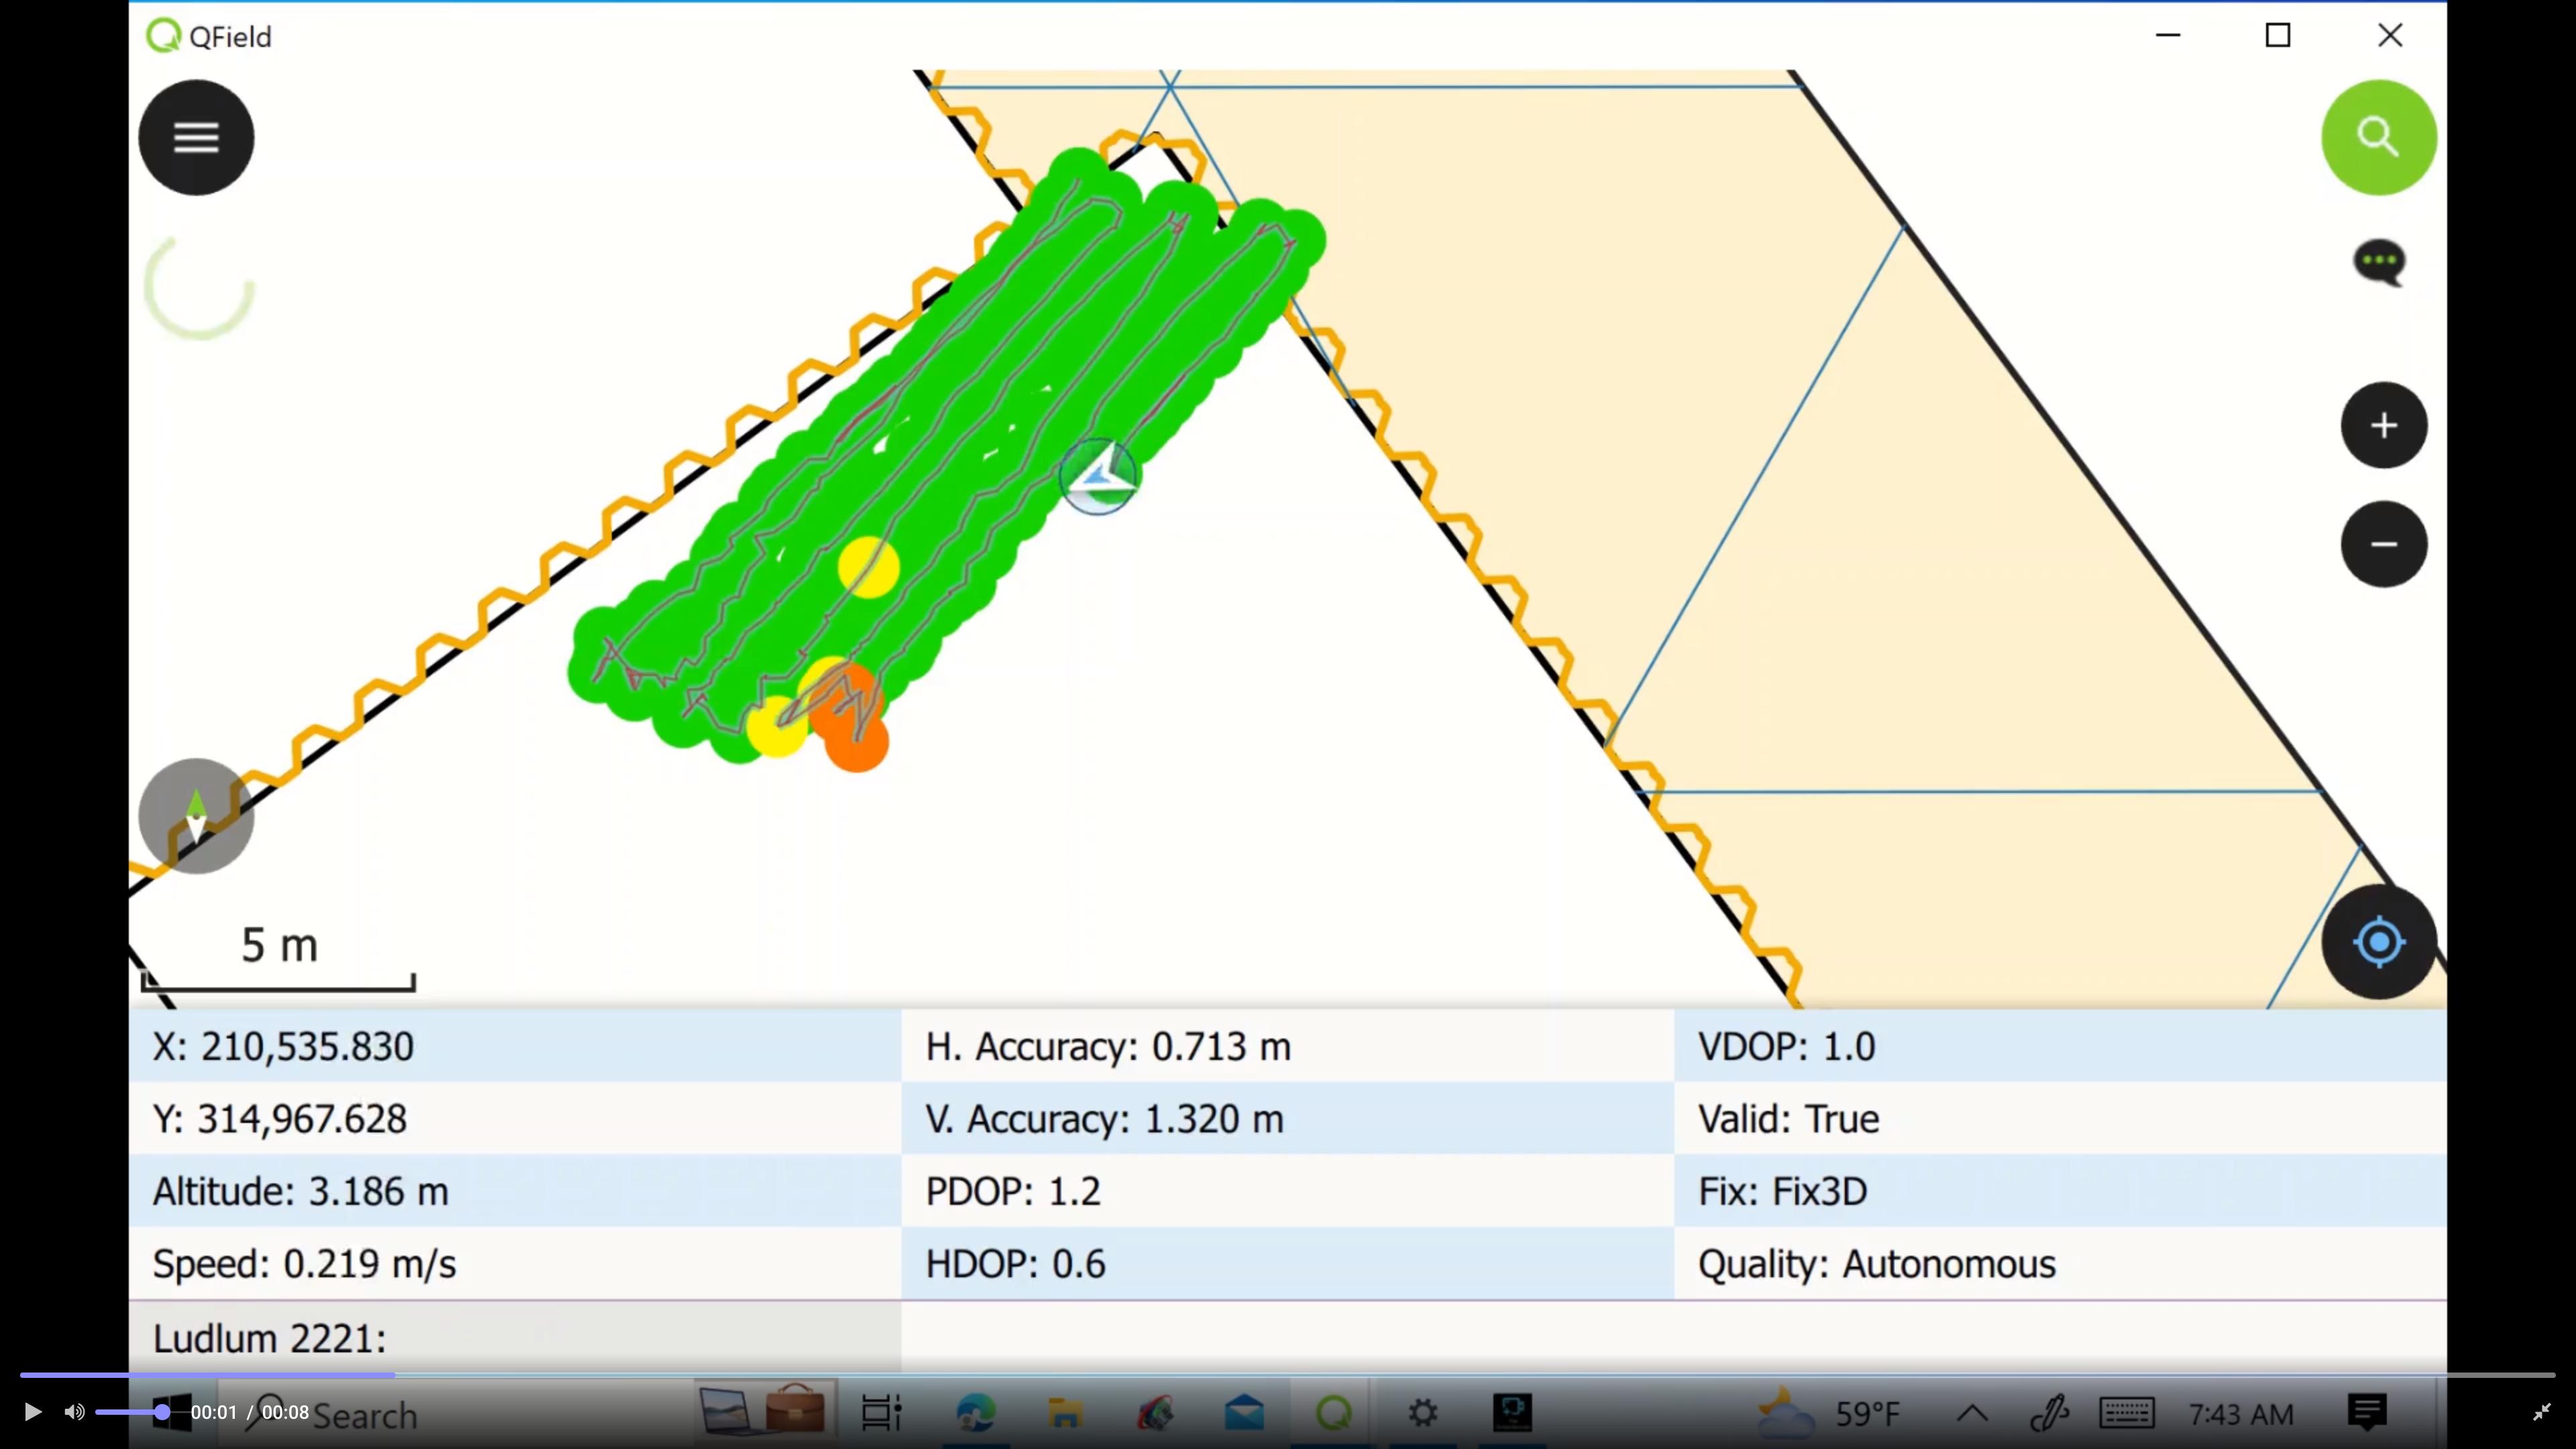 QField
5 m
X: 210,535.830
H. Accuracy: 0.713 m
VDOP: 1.0
Y: 314,967.628
V. Accuracy: 1.320 m
Valid: True
Altitude: 3.186 m
PDOP: 1.2
Fix: Fix3D
Speed: 0.219 m/s
HDOP: 0.6
Quality: Autonomous
Ludlum 2221:
00:01 / 00:08
Search
59°F
7:43 AM